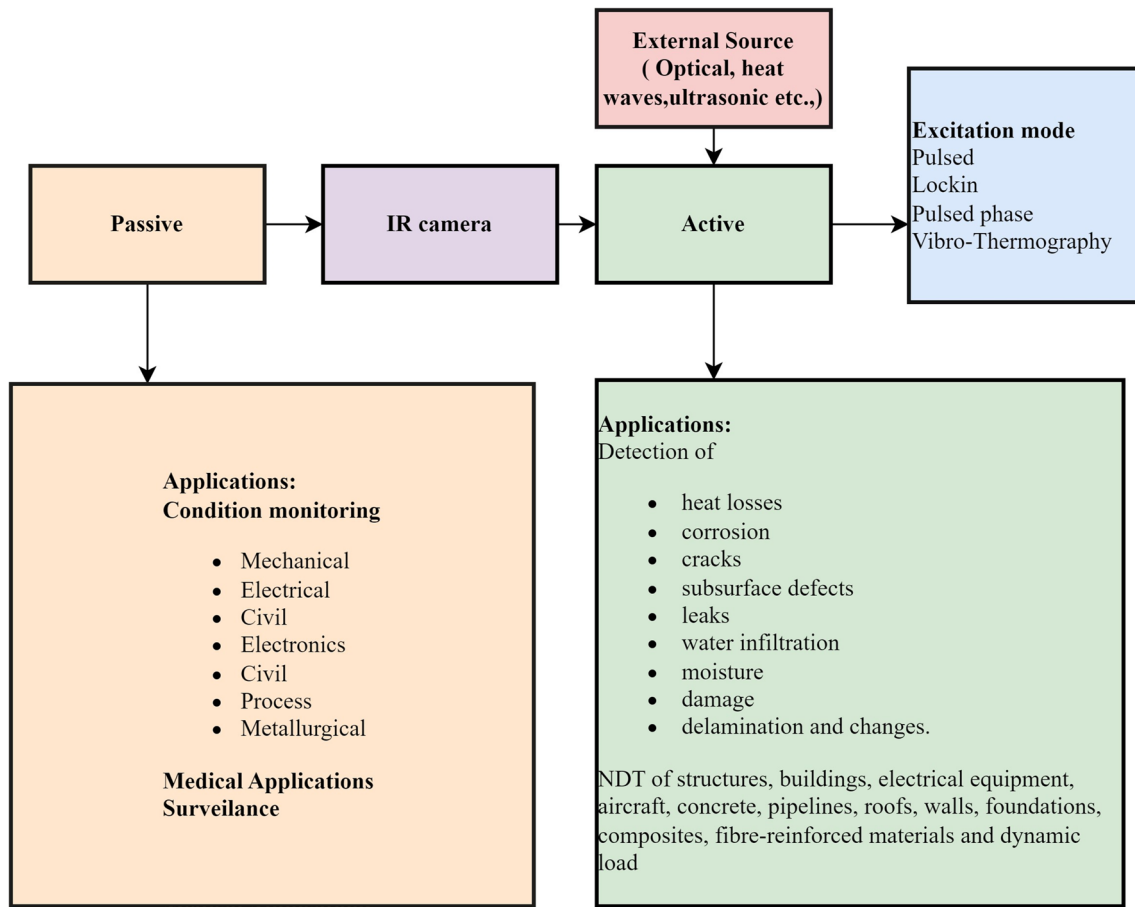 External Source
( Optical, heat
waves,ultrasonic etc.,)
Excitation mode
Pulsed
Lockin
Pulsed phase
Vibro-Thermography
Passive
IR camera
Active
Applications:
Condition monitoring
• Mechanical
• Electrical
• Civil
• Electronics
• Civil
• Process
• Metallurgical
Medical Applications
Surveilance
Applications:
Detection of
• heat losses
• corrosion
• cracks
• subsurface defects
• leaks
• water infiltration
• moisture
• damage
• delamination and changes.
NDT of structures, buildings, electrical equipment,
aircraft, concrete, pipelines, roofs, walls, foundations,
composites, fibre-reinforced materials and dynamic
load